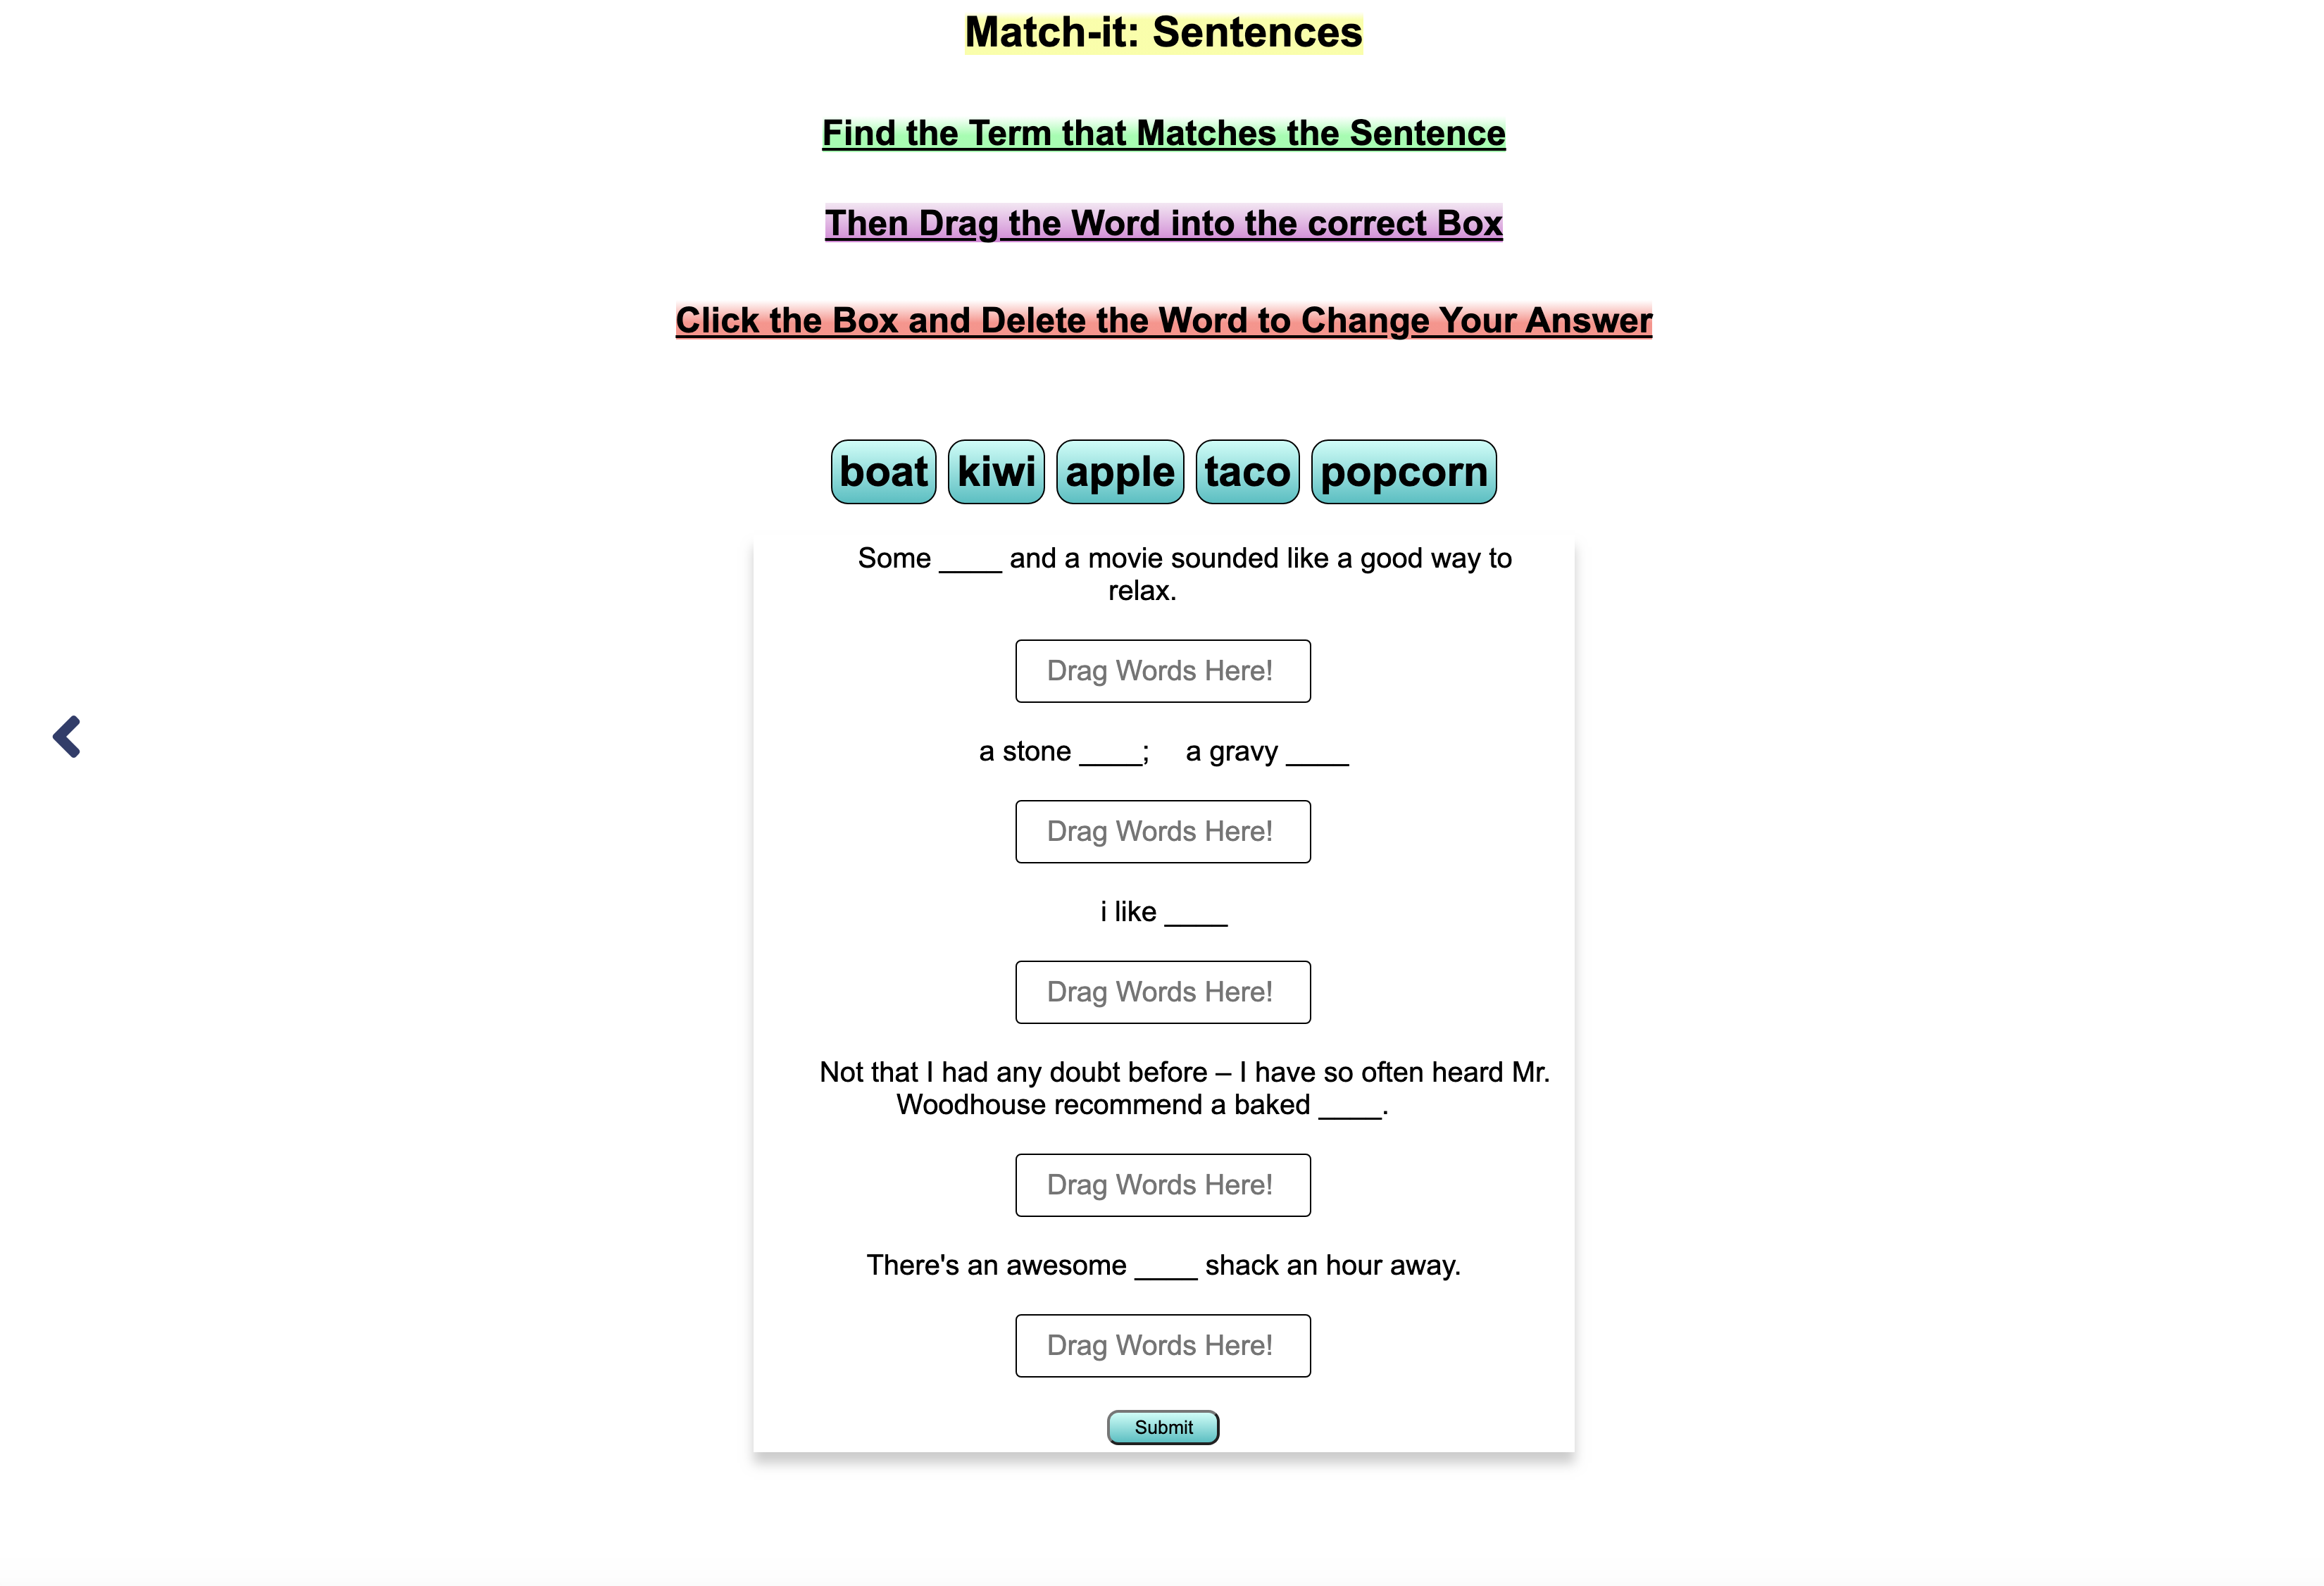 Match-it: Sentences
Find the Term that Matches the Sentence
Then Drag the Word into the correct Box
Click the Box and Delete the Word to Change Your Answer
boat kiwi apple taco popcorn
Some ____ and a movie sounded like a good way to
relax.
Drag Words Here!
a stone ____; a gravy ____
Drag Words Here!
i like ____
Drag Words Here!
Not that I had any doubt before – I have so often heard Mr.
Woodhouse recommend a baked ____.
Drag Words Here!
There's an awesome ____ shack an hour away.
Drag Words Here!
Submit